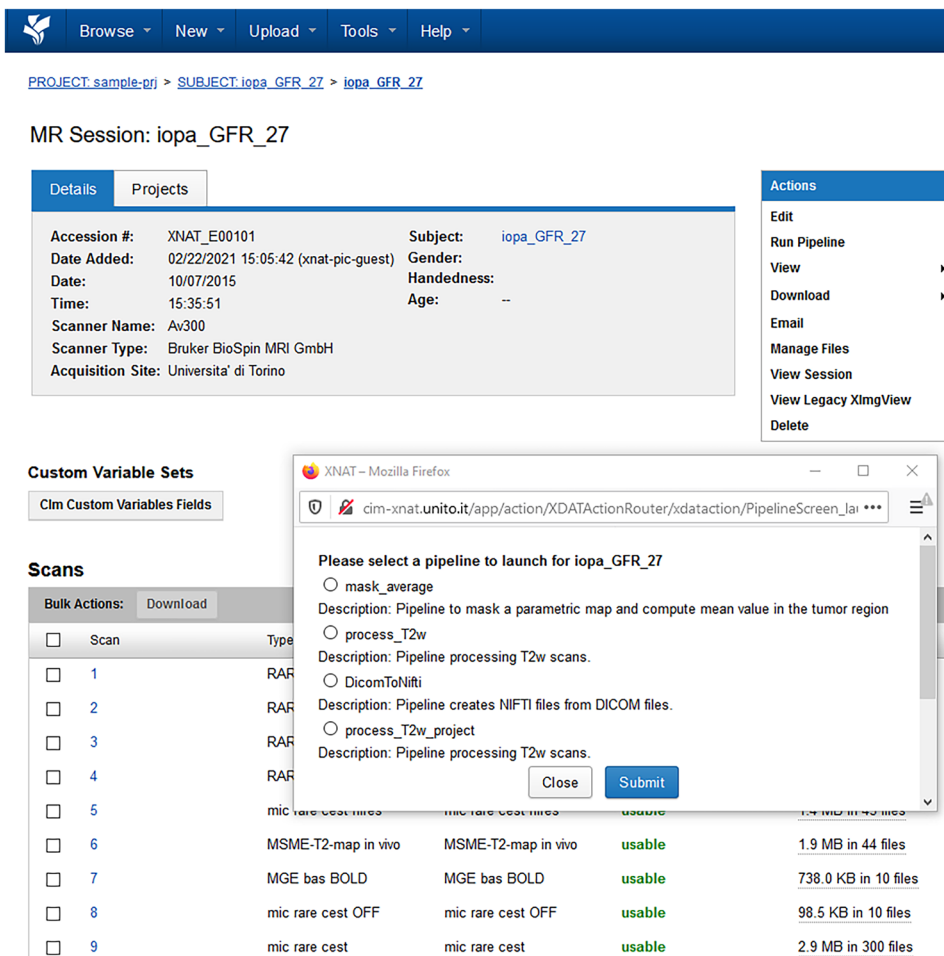 Browse New Upload Tools Help
PROJECT: sample-prj > SUBJECT: iopa_GFR_27 > iopa_GFR_27
MR Session: iopa_GFR_27
Details Projects
Accession #: XNAT_E00101
Date Added: 02/22/2021 15:05:42 (xnat-pic-guest)
Date: 10/07/2015
Time: 15:35:51
Scanner Name: Av300
Scanner Type: Bruker BioSpin MRI GmbH
Acquisition Site: Universita' di Torino
Subject: iopa_GFR_27
Gender:
Handedness:
Age: --
Actions
Edit
Run Pipeline
View
Download
Email
Manage Files
View Session
View Legacy XImgView
Delete
Custom Variable Sets
CIm Custom Variables Fields
Scans
Bulk Actions: Download
Scan Type
1 RAR
2 RAR
3 RAR
4 RAR
5 mic rare cest hires mic rare cest hires usable 1.4 MB in 45 files
6 MSME-T2-map in vivo MSME-T2-map in vivo usable 1.9 MB in 44 files
7 MGE bas BOLD MGE bas BOLD usable 738.0 KB in 10 files
8 mic rare cest OFF mic rare cest OFF usable 98.5 KB in 10 files
9 mic rare cest mic rare cest usable 2.9 MB in 300 files
XNAT – Mozilla Firefox
cim-xnat.unito.it/app/action/XDATActionRouter/xdataction/PipelineScreen_la •••
Please select a pipeline to launch for iopa_GFR_27
mask_average
Description: Pipeline to mask a parametric map and compute mean value in the tumor region
process_T2w
Description: Pipeline processing T2w scans.
DicomToNifti
Description: Pipeline creates NIFTI files from DICOM files.
process_T2w_project
Description: Pipeline processing T2w scans.
Close Submit